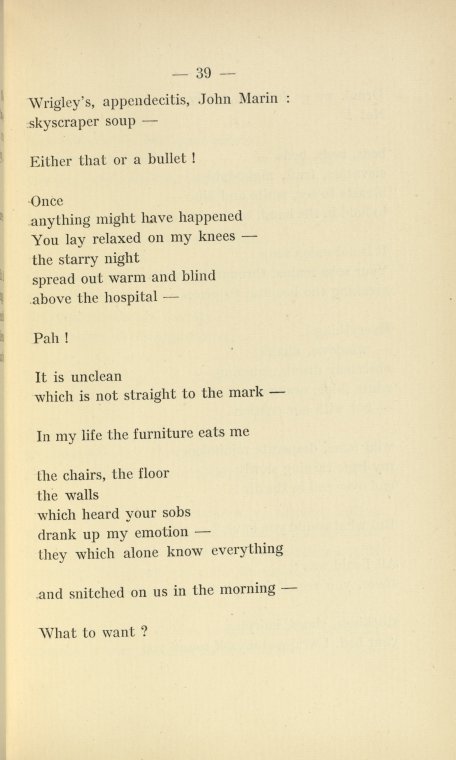 — 39 —
Wrigley's, appendecitis, John Marin :
skyscraper soup —
Either that or a bullet !
Once
anything might have happened
You lay relaxed on my knees —
the starry night
spread out warm and blind
above the hospital —
Pah !
It is unclean
which is not straight to the mark —
In my life the furniture eats me
the chairs, the floor
the walls
which heard your sobs
drank up my emotion —
they which alone know everything
and snitched on us in the morning —
What to want ?